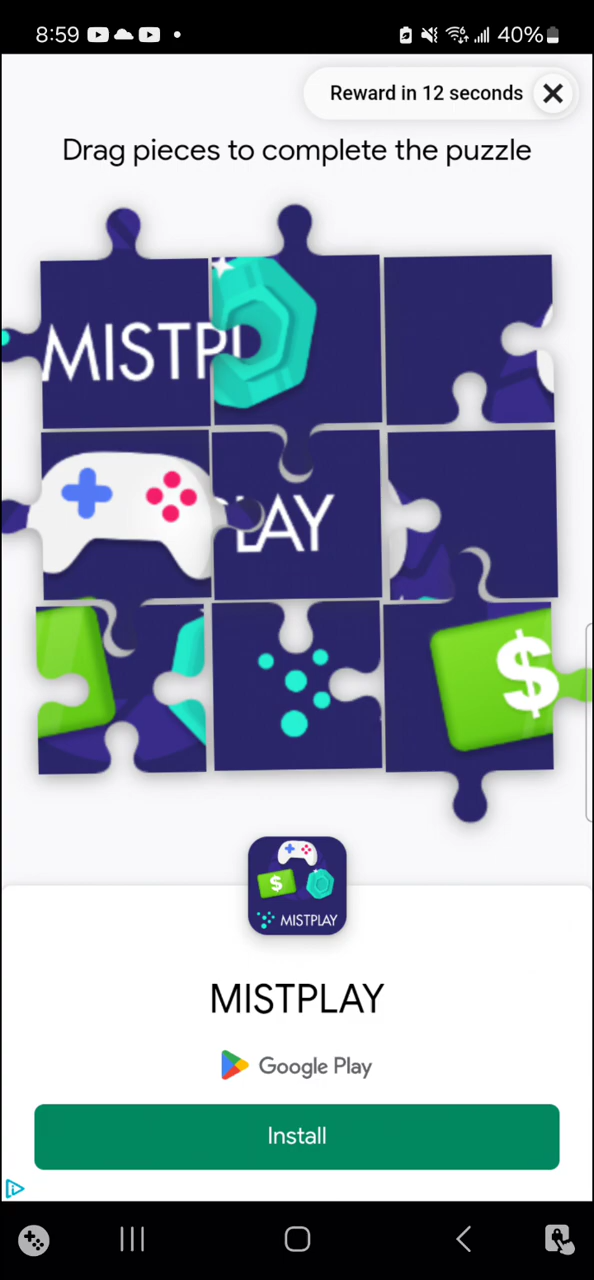 8:59
40%
Reward in 12 seconds
Drag pieces to complete the puzzle
MISTPL
LAY
$
$
MISTPLAY
MISTPLAY
Google Play
Install